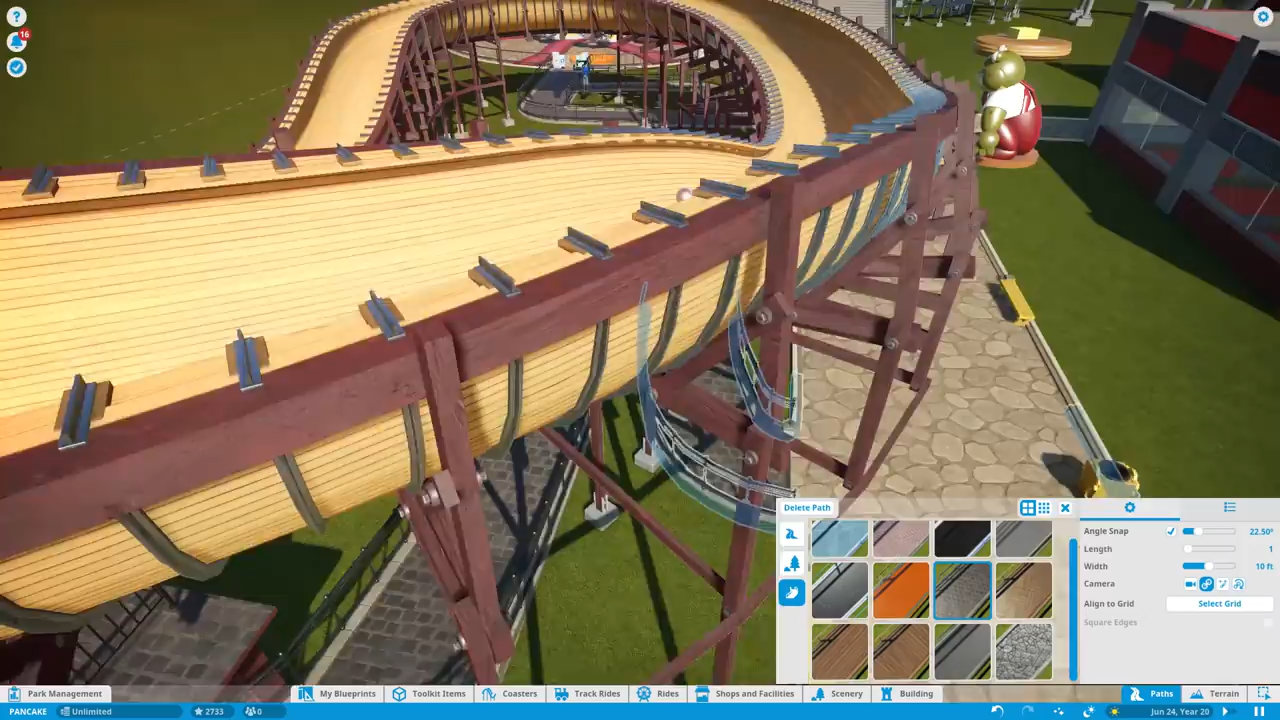 ?
16
Delete Path
Angle Snap 22.50°
Length 1
Width 10 ft
Camera
Align to Grid Select Grid
Square Edges
Park Management My Blueprints Toolkit Items Coasters Track Rides Rides Shops and Facilities Scenery Building Paths Terrain
PANCAKE Unlimited 2733 0 Jun 24, Year 20